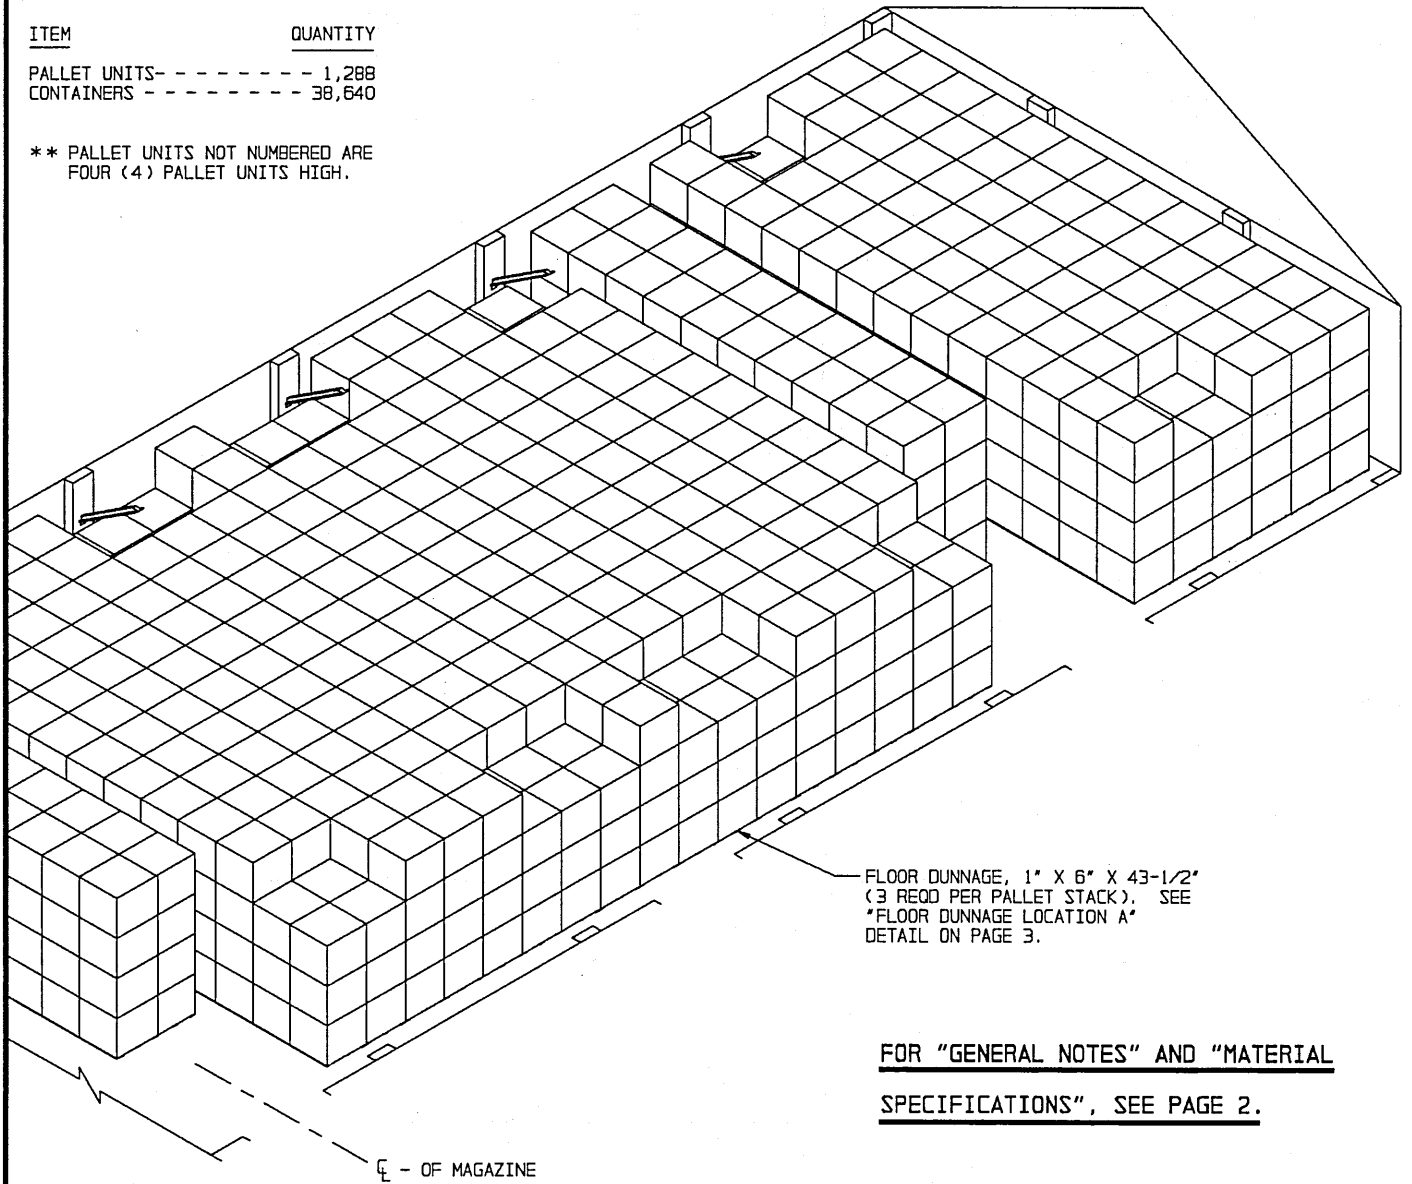 ITEM QUANTITY
PALLET UNITS- - - - - - - - 1,288
CONTAINERS - - - - - - - - 38,640
** PALLET UNITS NOT NUMBERED ARE
FOUR (4) PALLET UNITS HIGH.
FLOOR DUNNAGE, 1" X 6" X 43-1/2"
(3 REQD PER PALLET STACK). SEE
"FLOOR DUNNAGE LOCATION A"
DETAIL ON PAGE 3.
FOR "GENERAL NOTES" AND "MATERIAL
SPECIFICATIONS", SEE PAGE 2.
℄ - OF MAGAZINE